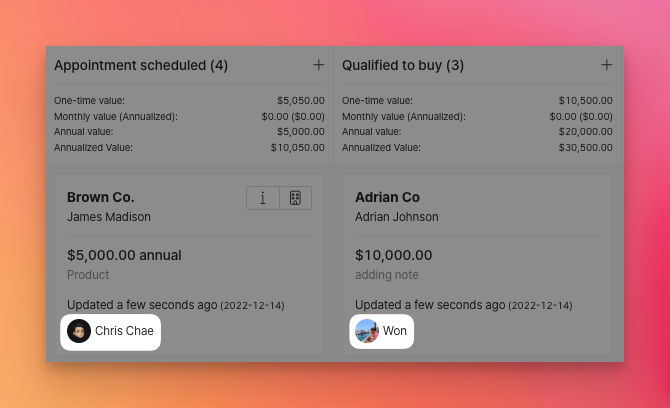 Appointment scheduled (4) +
One-time value: $5,050.00
Monthly value (Annualized): $0.00 ($0.00)
Annual value: $5,000.00
Annualized Value: $10,050.00
Brown Co. i
James Madison
$5,000.00 annual
Product
Updated a few seconds ago (2022-12-14)
Chris Chae
Qualified to buy (3) +
One-time value: $10,500.00
Monthly value (Annualized): $0.00 ($0.00)
Annual value: $20,000.00
Annualized Value: $30,500.00
Adrian Co
Adrian Johnson
$10,000.00
adding note
Updated a few seconds ago (2022-12-14)
Won